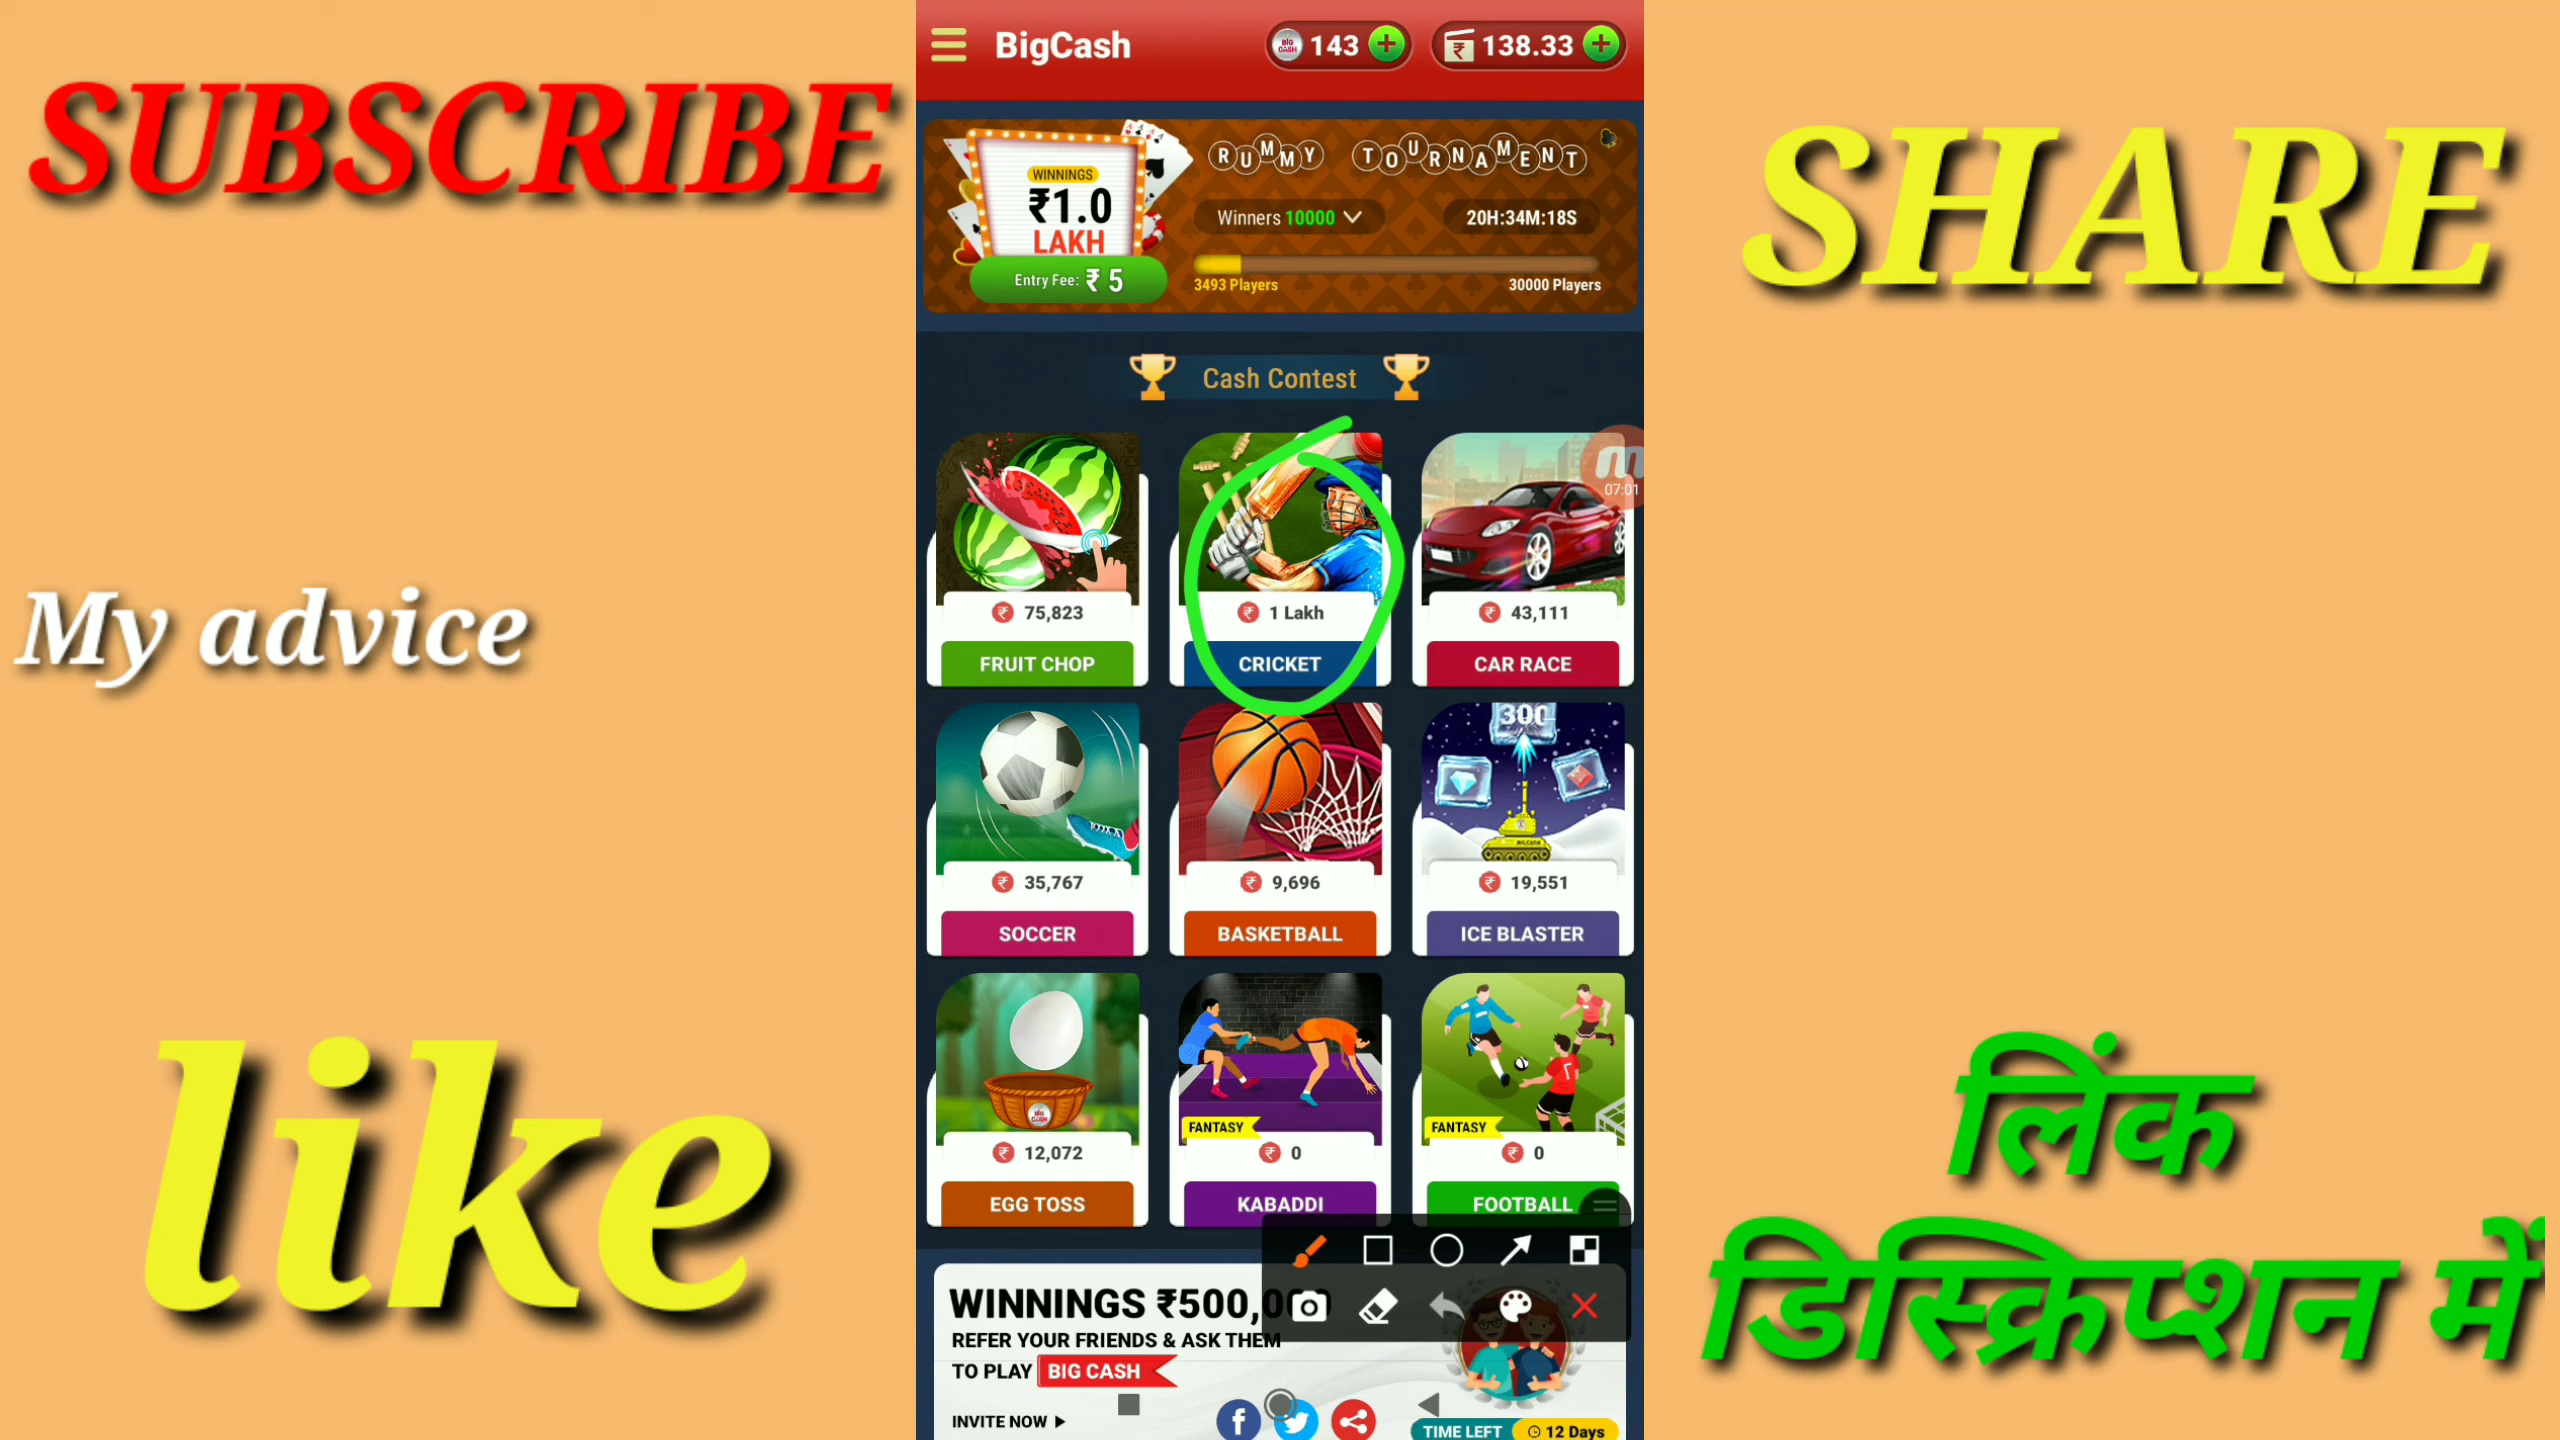 SUBSCRIBE
SHARE
My advice
like
लिंक
डिस्क्रिप्शन में
BigCash
143
138.33
WINNINGS
₹1.0
LAKH
Entry Fee: ₹ 5
RUMMY TOURNAMENT
Winners 10000
20H:34M:18S
3493 Players
30000 Players
Cash Contest
07:01
75,823
FRUIT CHOP
1 Lakh
CRICKET
43,111
CAR RACE
35,767
SOCCER
9,696
BASKETBALL
300
19,551
ICE BLASTER
BIG CASH
12,072
EGG TOSS
FANTASY
0
KABADDI
FANTASY
0
FOOTBALL
WINNINGS ₹500,0
REFER YOUR FRIENDS & ASK THEM
TO PLAY BIG CASH
INVITE NOW
TIME LEFT
12 Days